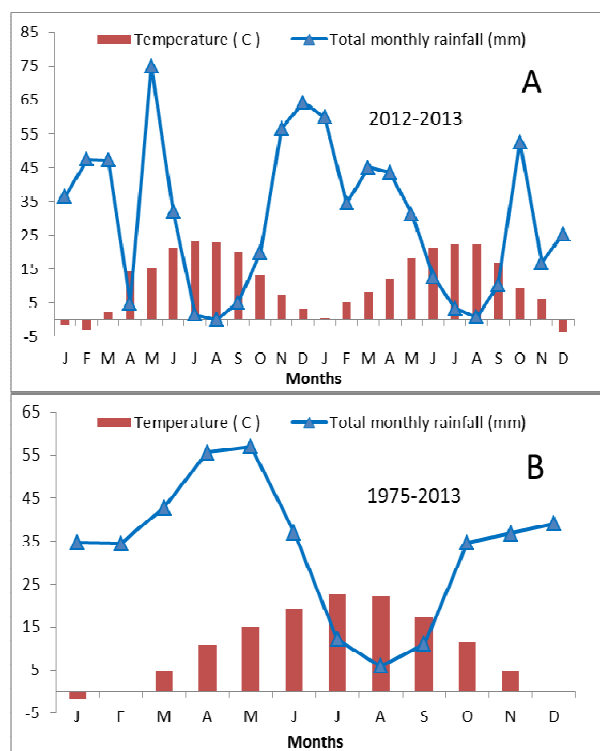 85
75
65
55
45
35
25
15
5
-5
Temperature ( C )
Total monthly rainfall (mm)
A
2012-2013
J F M A M J J A S O N D J F M A M J J A S O N D
Months
65
55
45
35
25
15
5
-5
Temperature ( C )
Total monthly rainfall (mm)
B
1975-2013
J F M A M J J A S O N D
Months